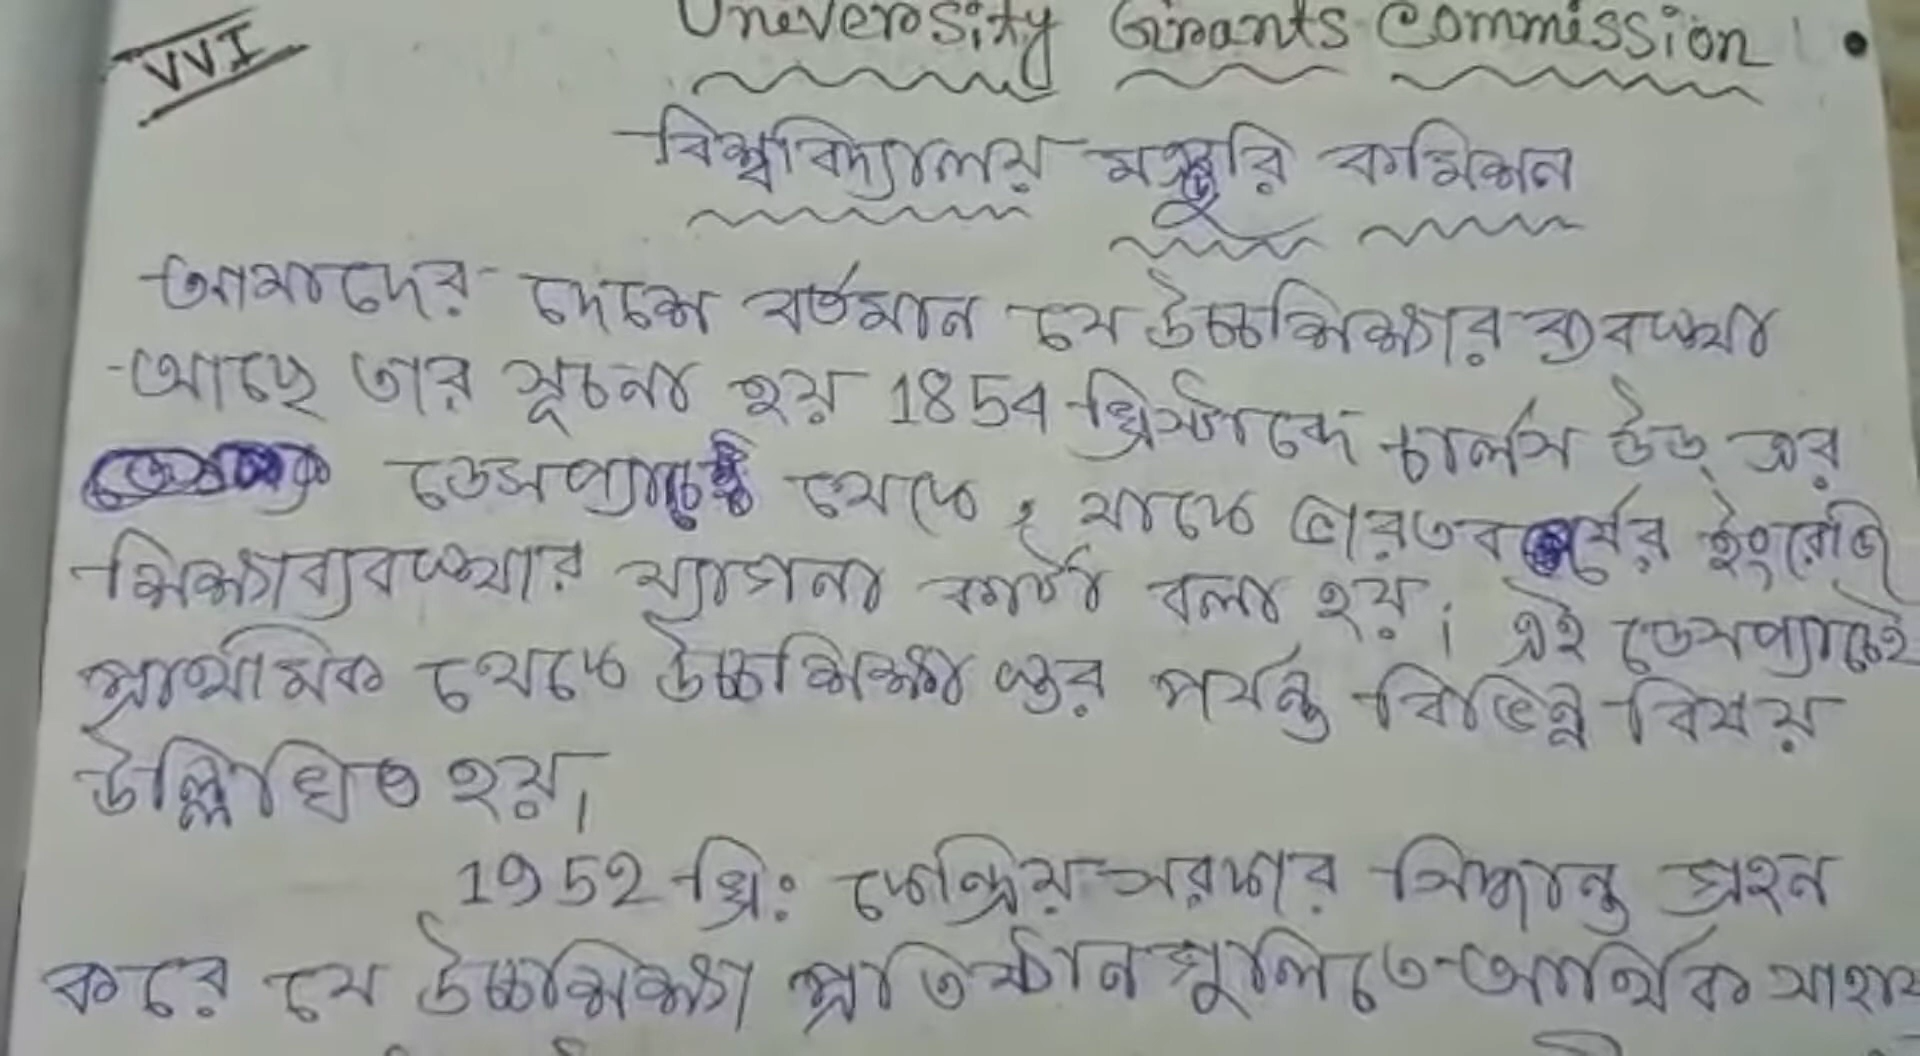 VVI
Uneversity Grants Commission
বিশ্ববিদ্যালয় মঞ্জুরি কমিশন
আমাদের দেশে বর্তমান যে উচ্চশিক্ষার ব্যবস্থা
আছে তার সূচনা হয় 1854 খ্রিস্টাব্দে চার্লস উড্ এর
ডেসপ্যাচ থেকে, যাকে ভারতবর্ষের ইংরেজি
শিক্ষাব্যবস্থার ম্যাগনা কার্টা বলা হয়। এই ডেসপ্যাচেই
প্রাথমিক থেকে উচ্চশিক্ষা স্তর পর্যন্ত বিভিন্ন বিষয়
উল্লিখিত হয়।
1952 খ্রি: কেন্দ্রিয় সরকার সিদ্ধান্ত গ্রহন
করে যে উচ্চশিক্ষা প্রতিষ্ঠানগুলিতে আর্থিক